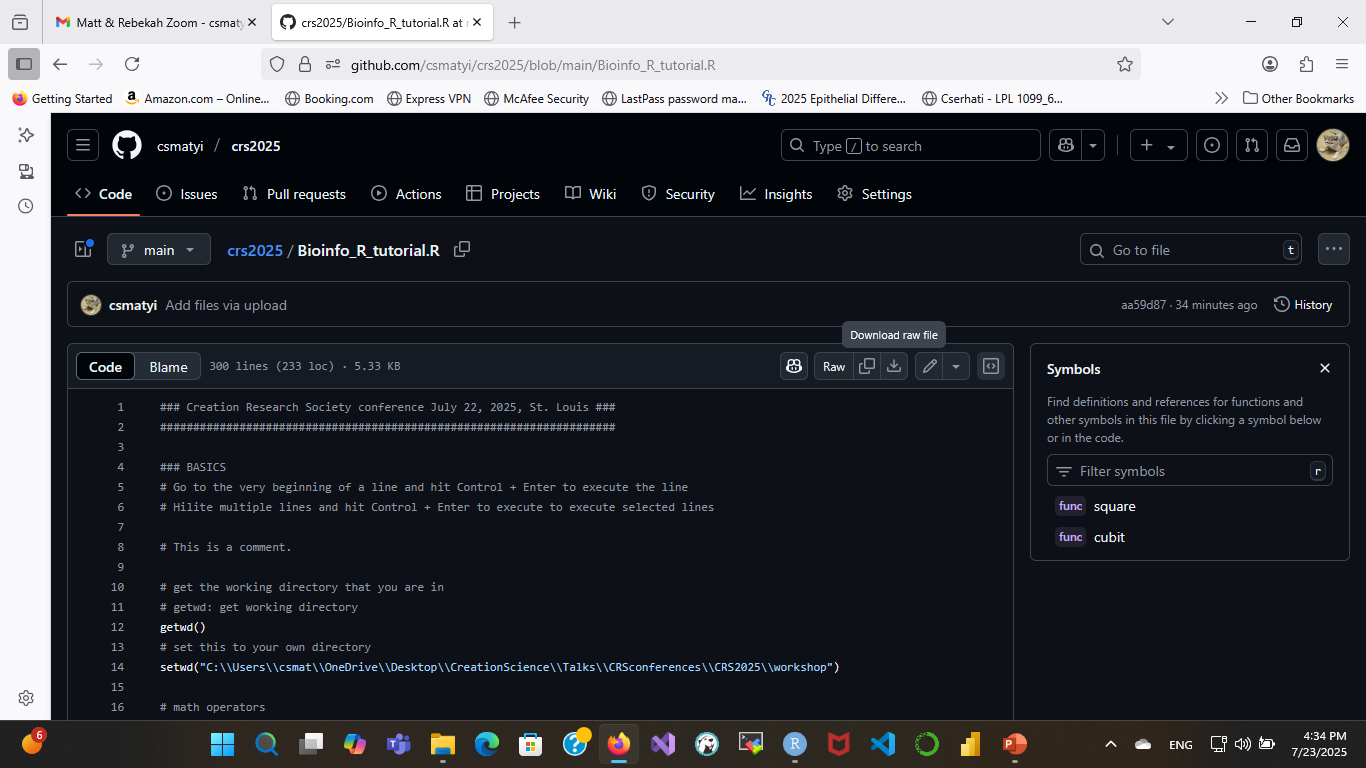 Matt & Rebekah Zoom - csmaty
crs2025/Bioinfo_R_tutorial.R at
github.com/csmatyi/crs2025/blob/main/Bioinfo_R_tutorial.R
Getting Started
Amazon.com – Online...
Booking.com
Express VPN
McAfee Security
LastPass password ma...
2025 Epithelial Differe...
Cserhati - LPL 1099_6...
Other Bookmarks
csmatyi / crs2025
Type / to search
Code
Issues
Pull requests
Actions
Projects
Wiki
Security
Insights
Settings
main
crs2025 / Bioinfo_R_tutorial.R
Go to file
t
csmatyi Add files via upload
aa59d87 · 34 minutes ago
History
Download raw file
Code
Blame
300 lines (233 loc) · 5.33 KB
Raw
1 ### Creation Research Society conference July 22, 2025, St. Louis ###
2 #####################################################################
3
4 ### BASICS
5 # Go to the very beginning of a line and hit Control + Enter to execute the line
6 # Hilite multiple lines and hit Control + Enter to execute to execute selected lines
7
8 # This is a comment.
9
10 # get the working directory that you are in
11 # getwd: get working directory
12 getwd()
13 # set this to your own directory
14 setwd("C:\\Users\\csmat\\OneDrive\\Desktop\\CreationScience\\Talks\\CRSconferences\\CRS2025\\workshop")
15
16 # math operators
Symbols
Find definitions and references for functions and
other symbols in this file by clicking a symbol below
or in the code.
Filter symbols
r
func square
func cubit
6
ENG
4:34 PM
7/23/2025